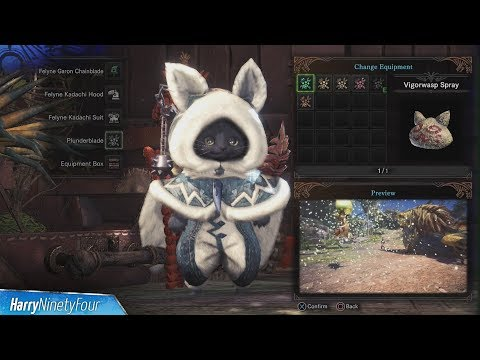 Felyne Garon Chainblade
Felyne Kadachi Hood
Felyne Kadachi Suit
Plunderblade
Equipment Box
Change Equipment
Vigorwasp Spray
1/1
Preview
Confirm
Back
HarryNinetyFour